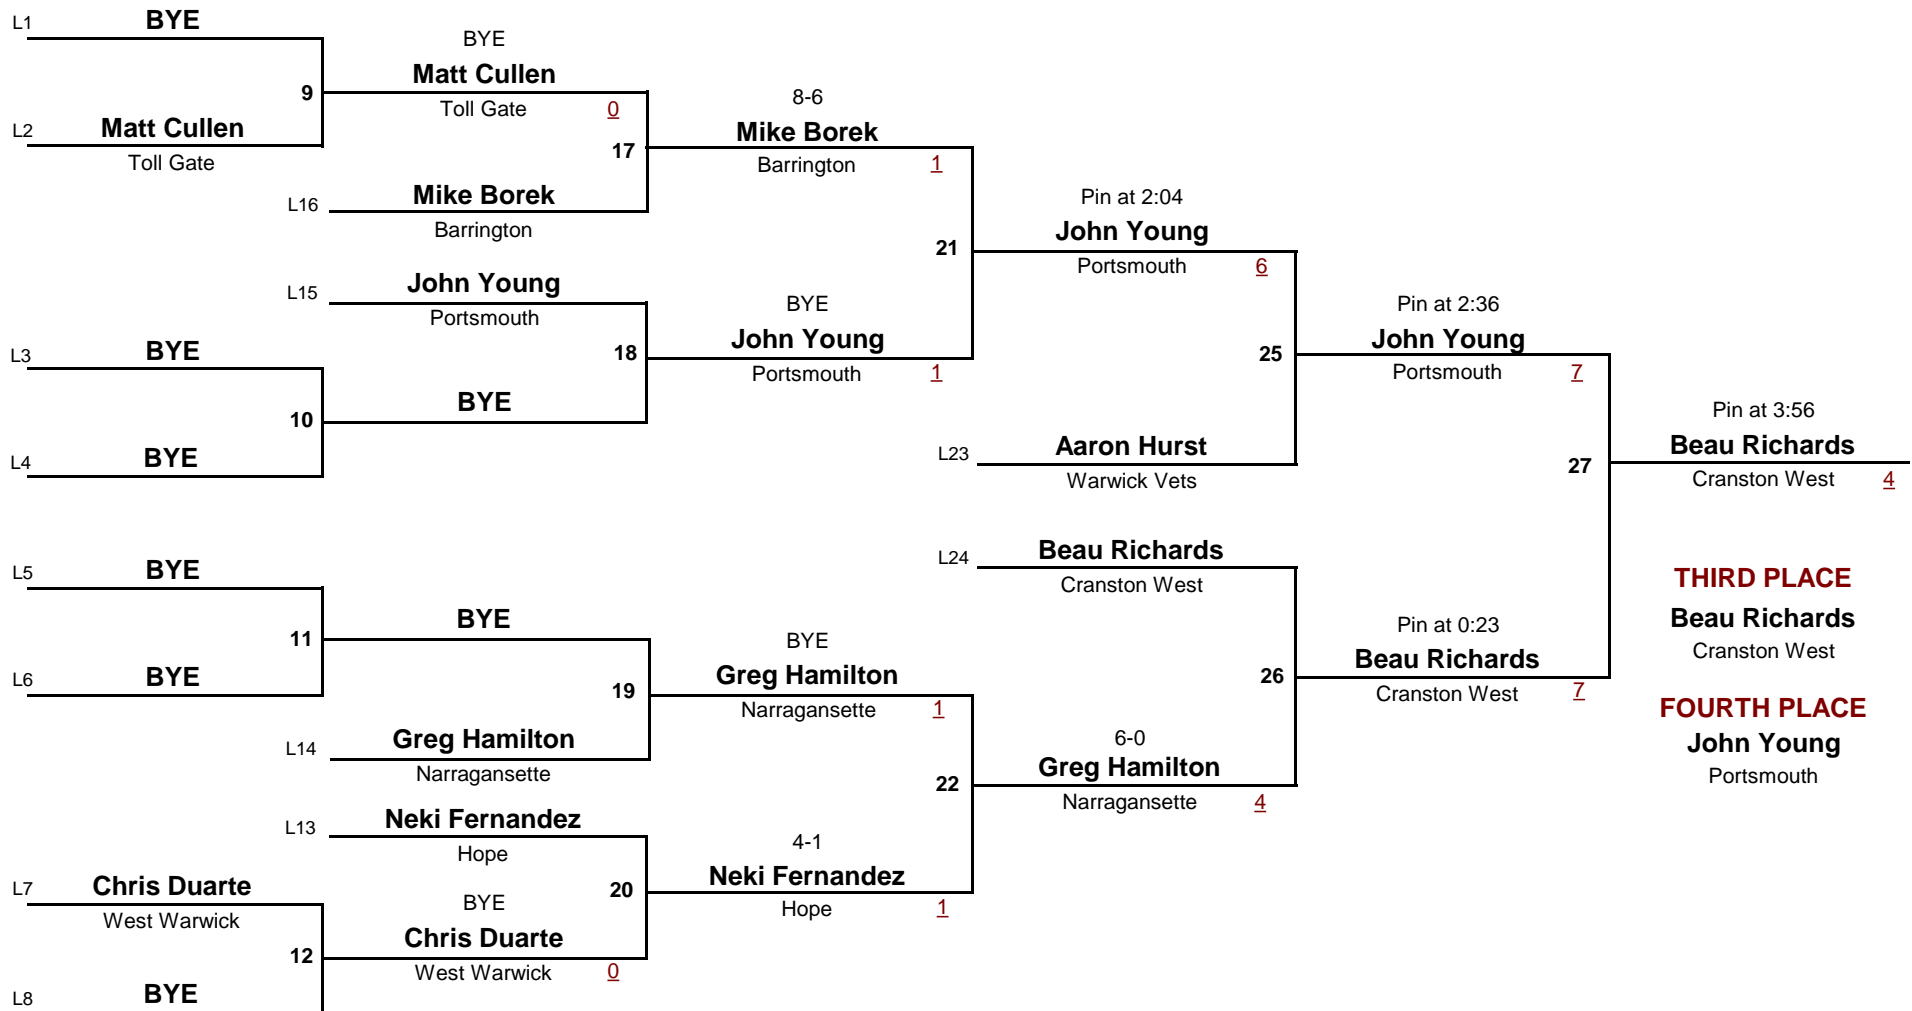 L1 BYE
BYE
Matt Cullen
9
Toll Gate 0
8-6
L2 Matt Cullen
Mike Borek
Toll Gate
17
Barrington 1
L16 Mike Borek
Pin at 2:04
Barrington
John Young
21
Portsmouth 6
L15 John Young
Portsmouth
BYE
Pin at 2:36
L3 BYE
18
John Young
25
John Young
Portsmouth 1
Portsmouth 7
BYE
10
Pin at 3:56
L4 BYE
L23 Aaron Hurst
Beau Richards
Warwick Vets
27
Cranston West 4
L5 BYE
L24 Beau Richards
Cranston West
THIRD PLACE
BYE
Beau Richards
11
BYE
Pin at 0:23
Cranston West
L6 BYE
19
Greg Hamilton
26
Beau Richards
Narragansette 1
Cranston West 7
FOURTH PLACE
L14 Greg Hamilton
6-0
John Young
Narragansette
22
Greg Hamilton
Portsmouth
Narragansette 4
L13 Neki Fernandez
Hope
4-1
L7 Chris Duarte
20
Neki Fernandez
West Warwick
BYE
Hope 1
12
Chris Duarte
West Warwick 0
L8 BYE